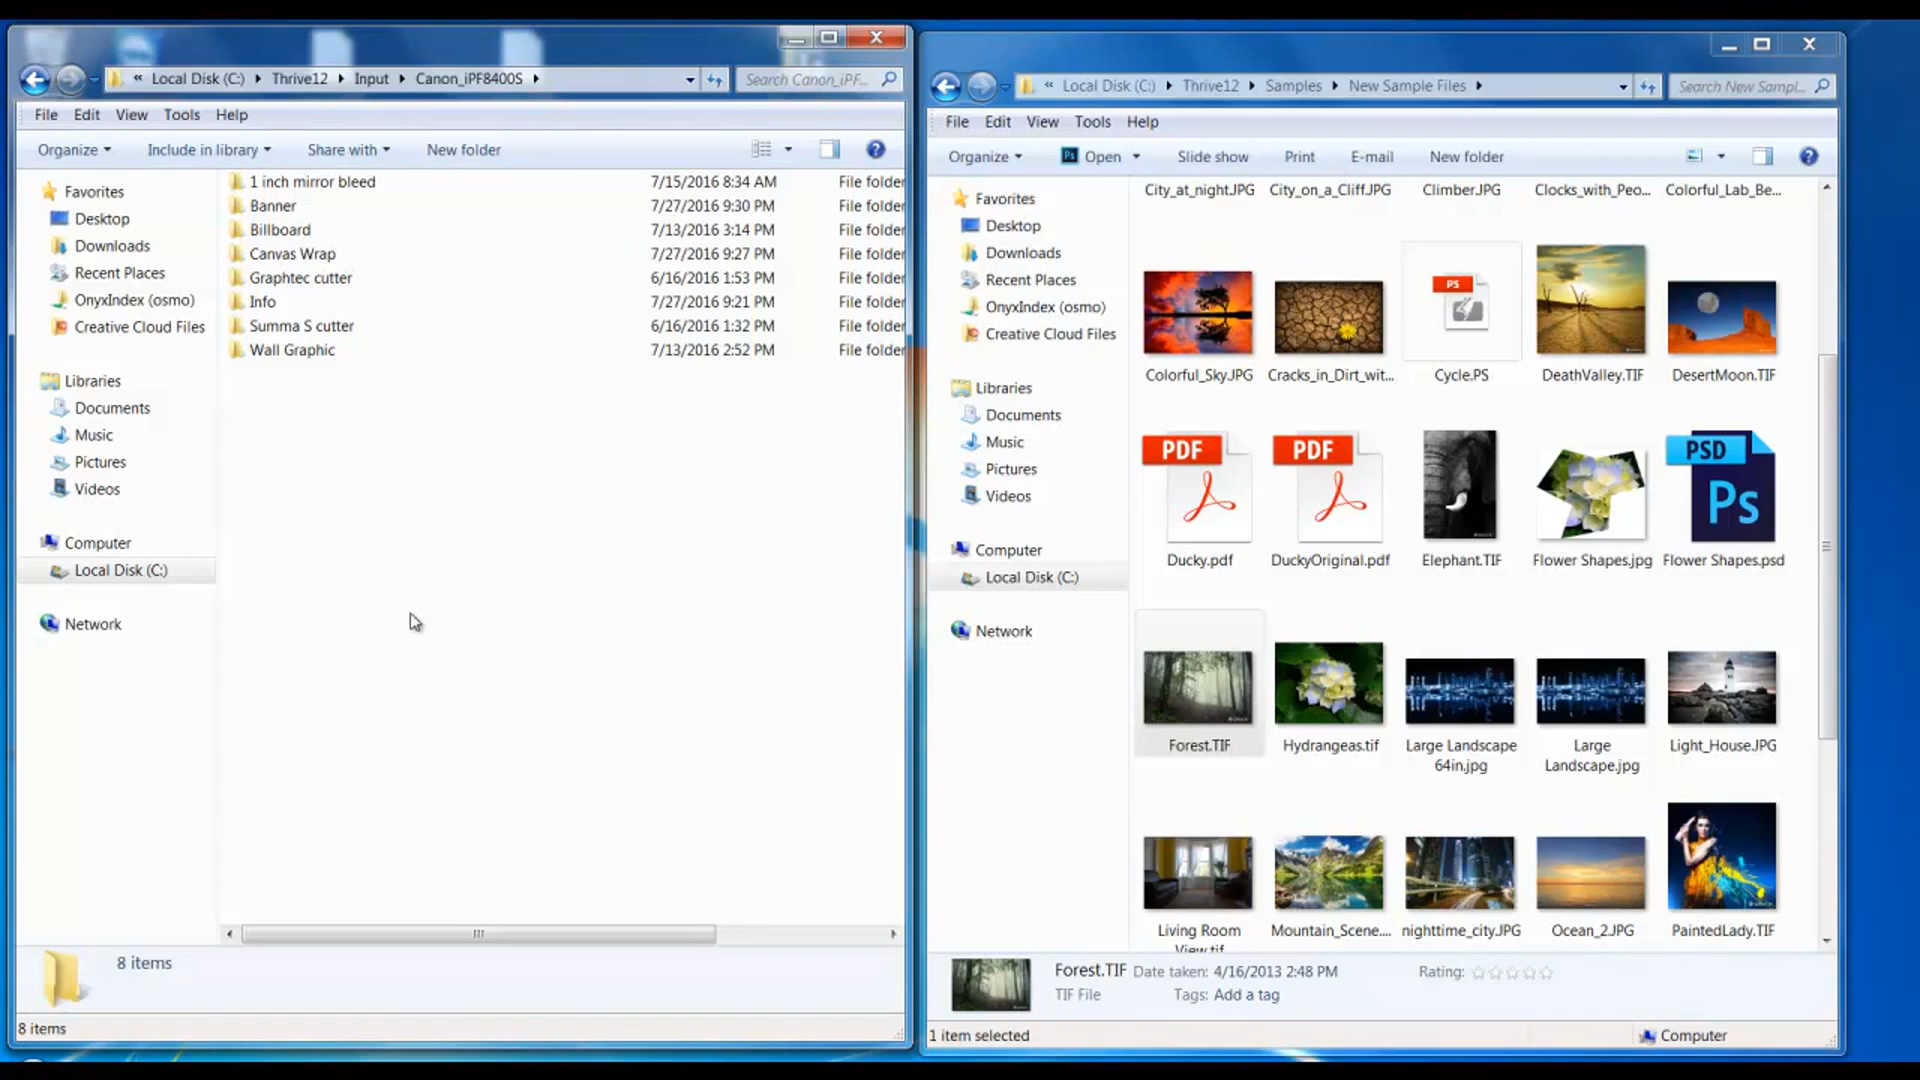 « Local Disk (C:) Thrive12 Input Canon_iPF8400S
Search Canon_iPF...
File Edit View Tools Help
Organize Include in library Share with New folder
Favorites
Desktop
Downloads
Recent Places
OnyxIndex (osmo)
Creative Cloud Files
Libraries
Documents
Music
Pictures
Videos
Computer
Local Disk (C:)
Network
1 inch mirror bleed 7/15/2016 8:34 AM File folder
Banner 7/27/2016 9:30 PM File folder
Billboard 7/13/2016 3:14 PM File folder
Canvas Wrap 7/27/2016 9:27 PM File folder
Graphtec cutter 6/16/2016 1:53 PM File folder
Info 7/27/2016 9:21 PM File folder
Summa S cutter 6/16/2016 1:32 PM File folder
Wall Graphic 7/13/2016 2:52 PM File folder
8 items
8 items
« Local Disk (C:) Thrive12 Samples New Sample Files
Search New Sampl...
File Edit View Tools Help
Organize Ps Open Slide show Print E-mail New folder
Favorites
Desktop
Downloads
Recent Places
OnyxIndex (osmo)
Creative Cloud Files
Libraries
Documents
Music
Pictures
Videos
Computer
Local Disk (C:)
Network
City_at_night.JPG City_on_a_Cliff.JPG Climber.JPG Clocks_with_Peo... Colorful_Lab_Be...
PS
Colorful_Sky.JPG Cracks_in_Dirt_wit... Cycle.PS DeathValley.TIF DesertMoon.TIF
PDF PDF PSD
Ps
Ducky.pdf DuckyOriginal.pdf Elephant.TIF Flower Shapes.jpg Flower Shapes.psd
Forest.TIF Hydrangeas.tif Large Landscape Large Light_House.JPG
64in.jpg Landscape.jpg
Living Room Mountain_Scene.... nighttime_city.JPG Ocean_2.JPG PaintedLady.TIF
View.tif
Forest.TIF Date taken: 4/16/2013 2:48 PM Rating:
TIF File Tags: Add a tag
1 item selected Computer